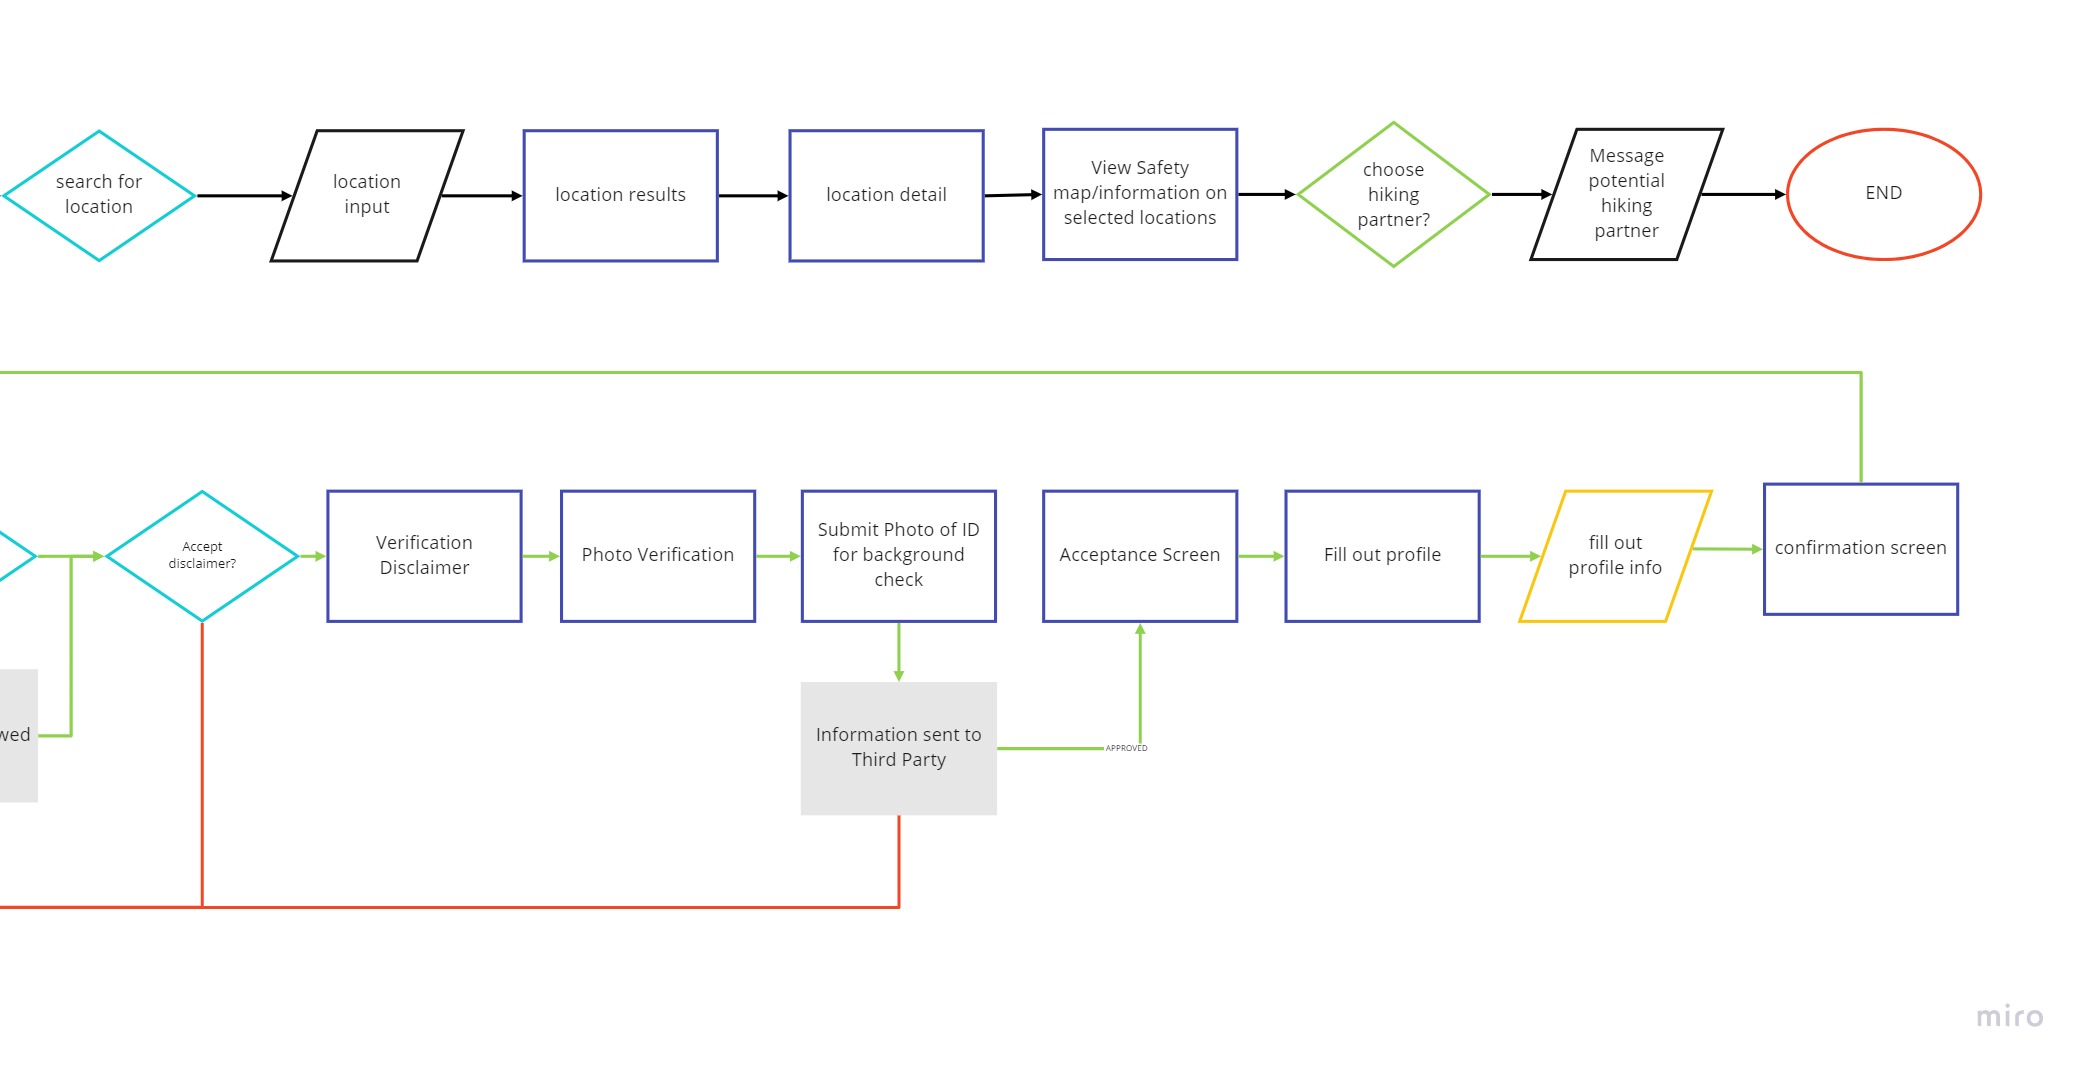 search for
location
location
input
location results
location detail
View Safety
map/information on
selected locations
choose
hiking
partner?
Message
potential
hiking
partner
END
Accept
disclaimer?
Verification
Disclaimer
Photo Verification
Submit Photo of ID
for background
check
Acceptance Screen
Fill out profile
fill out
profile info
confirmation screen
wed
Information sent to
Third Party
APPROVED
miro